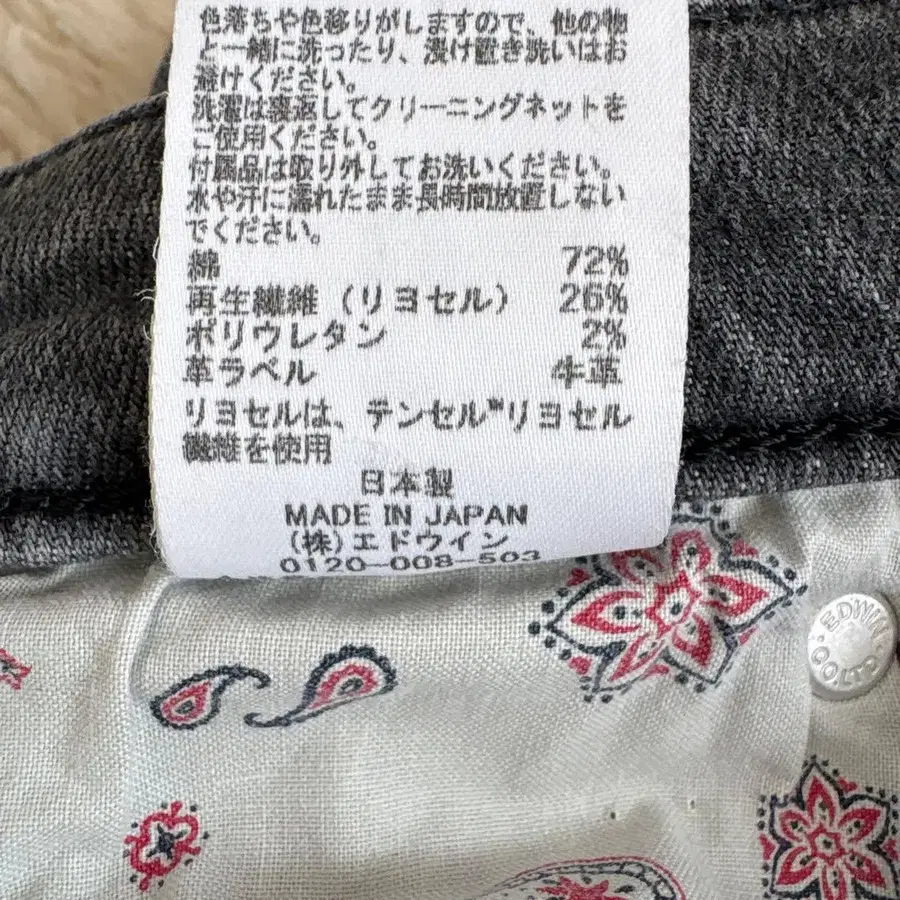 色落ちや色移りがしますので、他の物
と一緒に洗ったり、浸け置き洗いはお
避けください。
洗濯は裏返してクリーニングネットを
ご使用ください。
付属品は取り外してお洗いください。
水や汗に濡れたまま長時間放置しない
でください。
綿 72%
再生繊維 (リヨセル) 26%
ポリウレタン 2%
革ラベル 牛革
リヨセルは、テンセル™リヨセル
繊維を使用
日本製
MADE IN JAPAN
(株)エドウイン
0120-008-503
EDWIN
CO.LTD